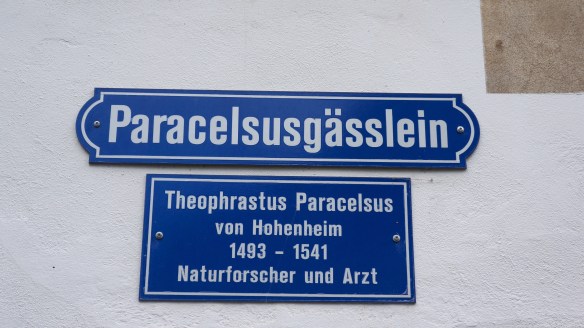 Paracelsusgässlein
Theophrastus Paracelsus
von Hohenheim
1493 - 1541
Naturforscher und Arzt